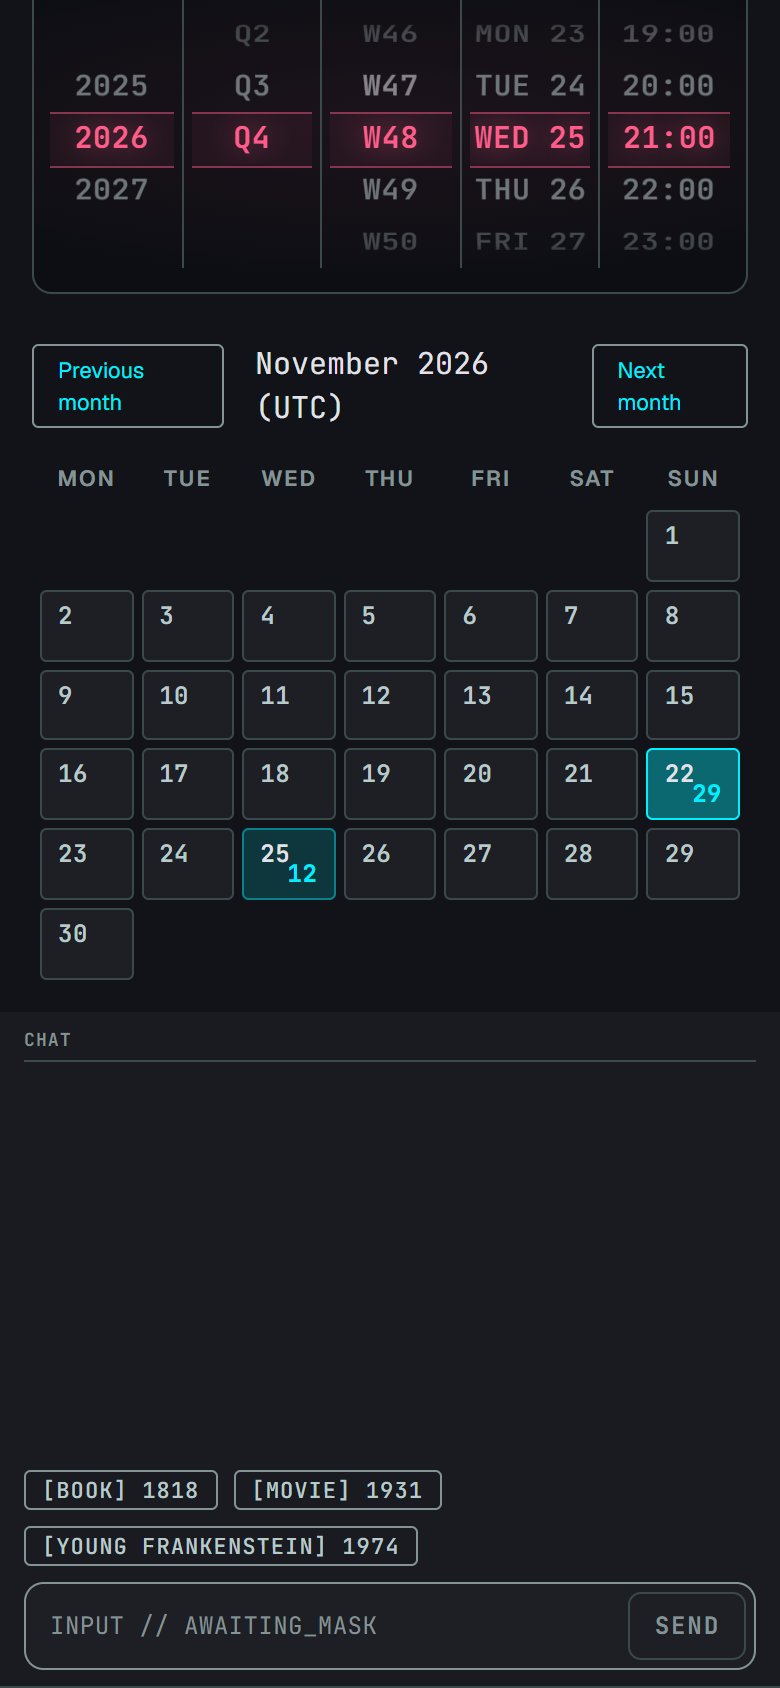 Q2 W46 MON 23 19:00
2025 Q3 W47 TUE 24 20:00
2026 Q4 W48 WED 25 21:00
2027 W49 THU 26 22:00
W50 FRI 27 23:00
Previous month
November 2026 (UTC)
Next month
MON TUE WED THU FRI SAT SUN
1
2 3 4 5 6 7 8
9 10 11 12 13 14 15
16 17 18 19 20 21 22 29
23 24 25 12 26 27 28 29
30
CHAT
[BOOK] 1818 [MOVIE] 1931
[YOUNG FRANKENSTEIN] 1974
INPUT // AWAITING_MASK SEND